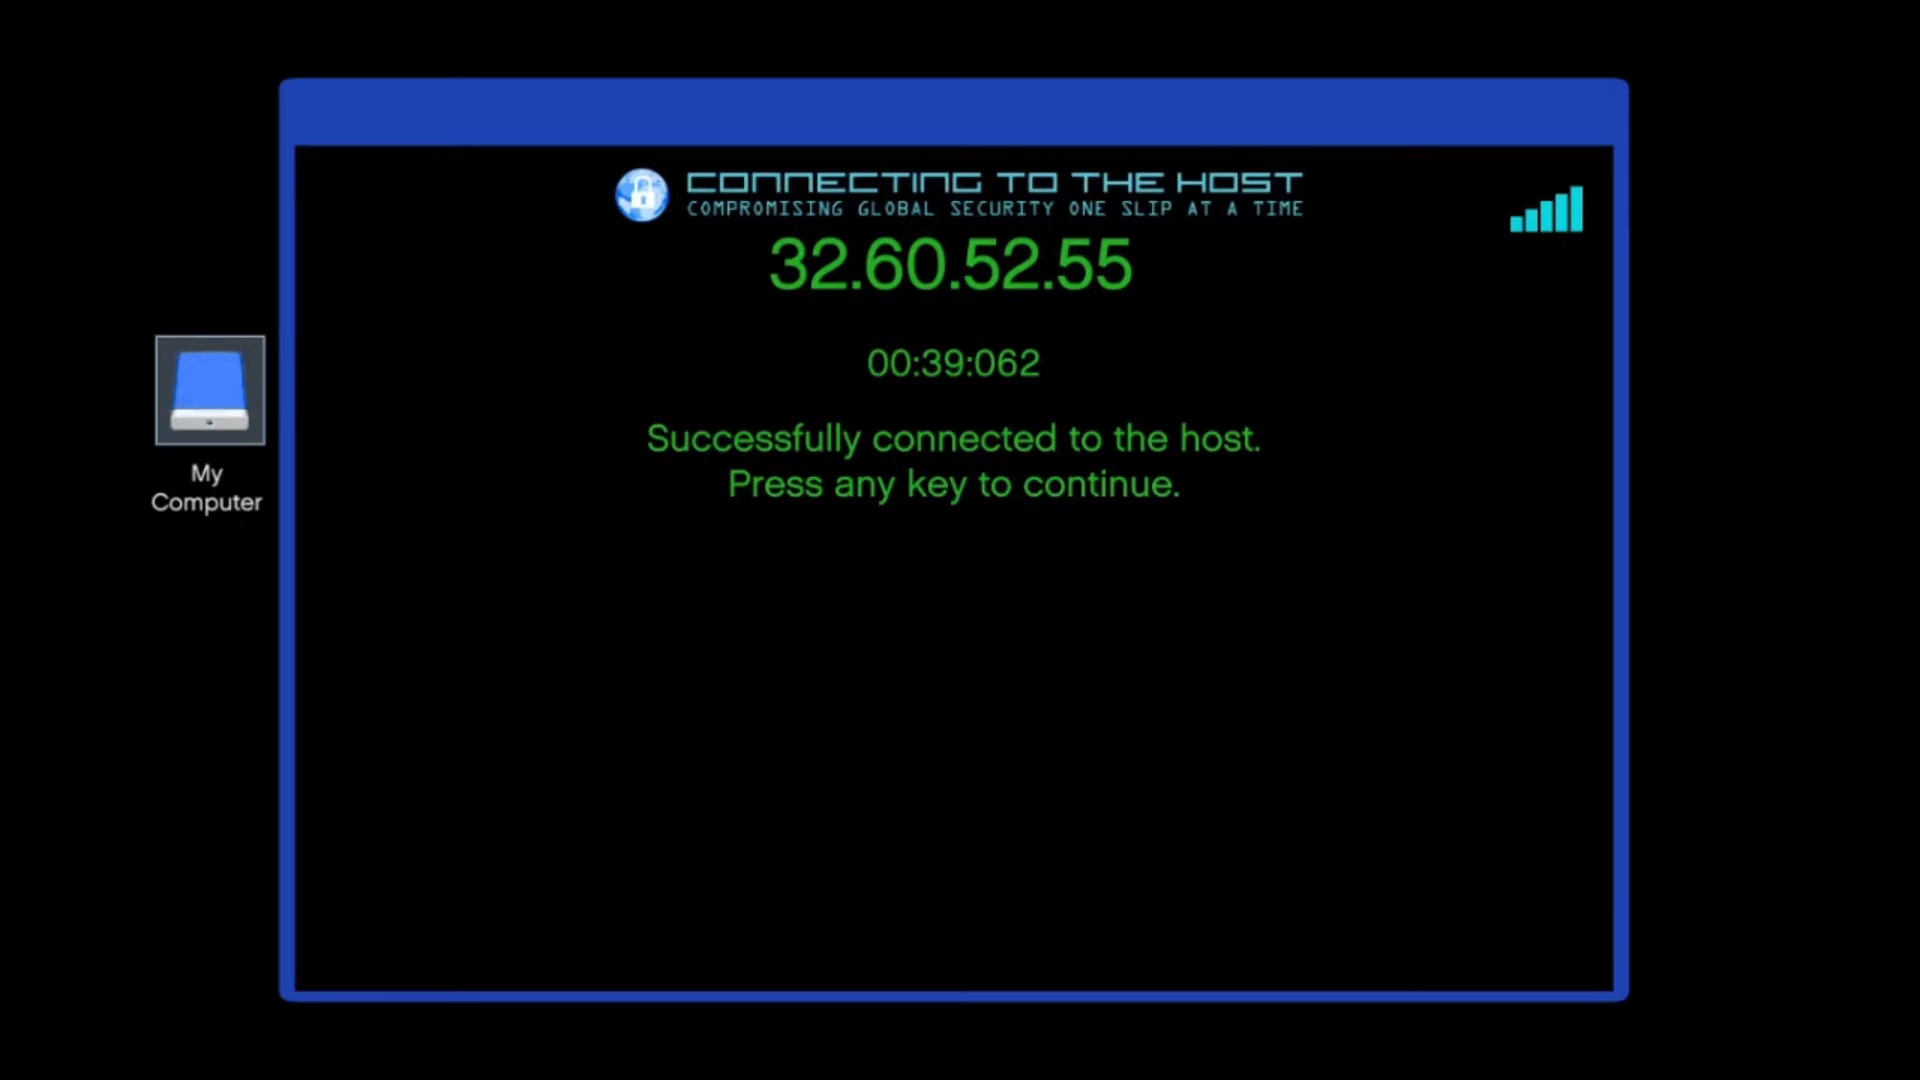 CONNECTING TO THE HOST
COMPROMISING GLOBAL SECURITY ONE SLIP AT A TIME
32.60.52.55
00:39:062
Successfully connected to the host.
Press any key to continue.
My
Computer